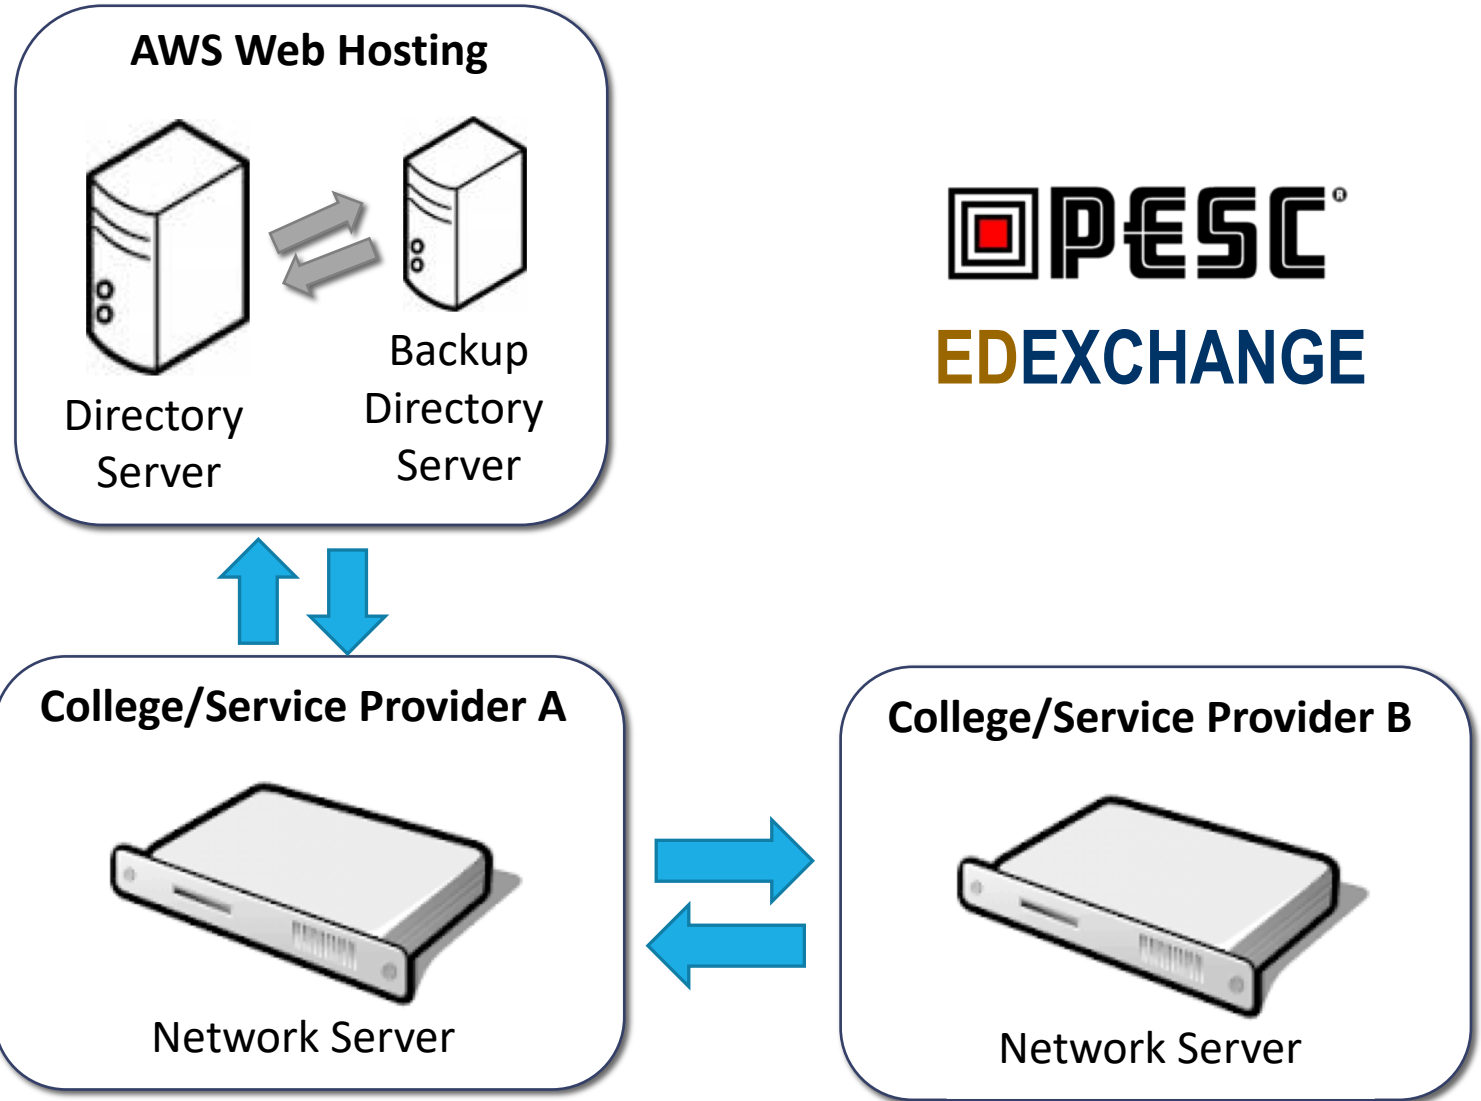 AWS Web Hosting
Directory
Server
Backup
Directory
Server
PESC®
EDEXCHANGE
College/Service Provider A
Network Server
College/Service Provider B
Network Server